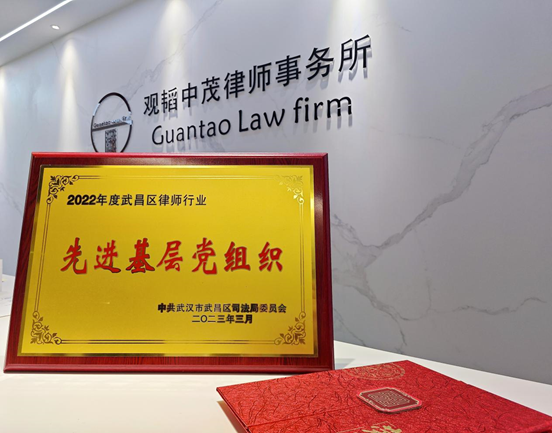 观韬中茂律师事务所
Guantao Law firm
2022年度武昌区律师行业
先进基层党组织
中共武汉市武昌区司法局委员会
二〇二三年三月